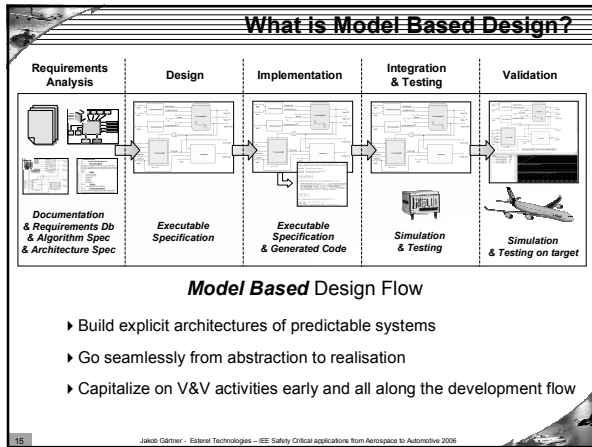 What is Model Based Design?
Requirements
Analysis
Design
Implementation
Integration
& Testing
Validation
Documentation
& Requirements Db
& Algorithm Spec
& Architecture Spec
Executable
Specification
Executable
Specification
& Generated Code
Simulation
& Testing
Simulation
& Testing on target
Model Based Design Flow
Build explicit architectures of predictable systems
Go seamlessly from abstraction to realisation
Capitalize on V&V activities early and all along the development flow
15
Jakob Gärtner - Esterel Technologies – IEE Safety Critical applications from Aerospace to Automotive 2006